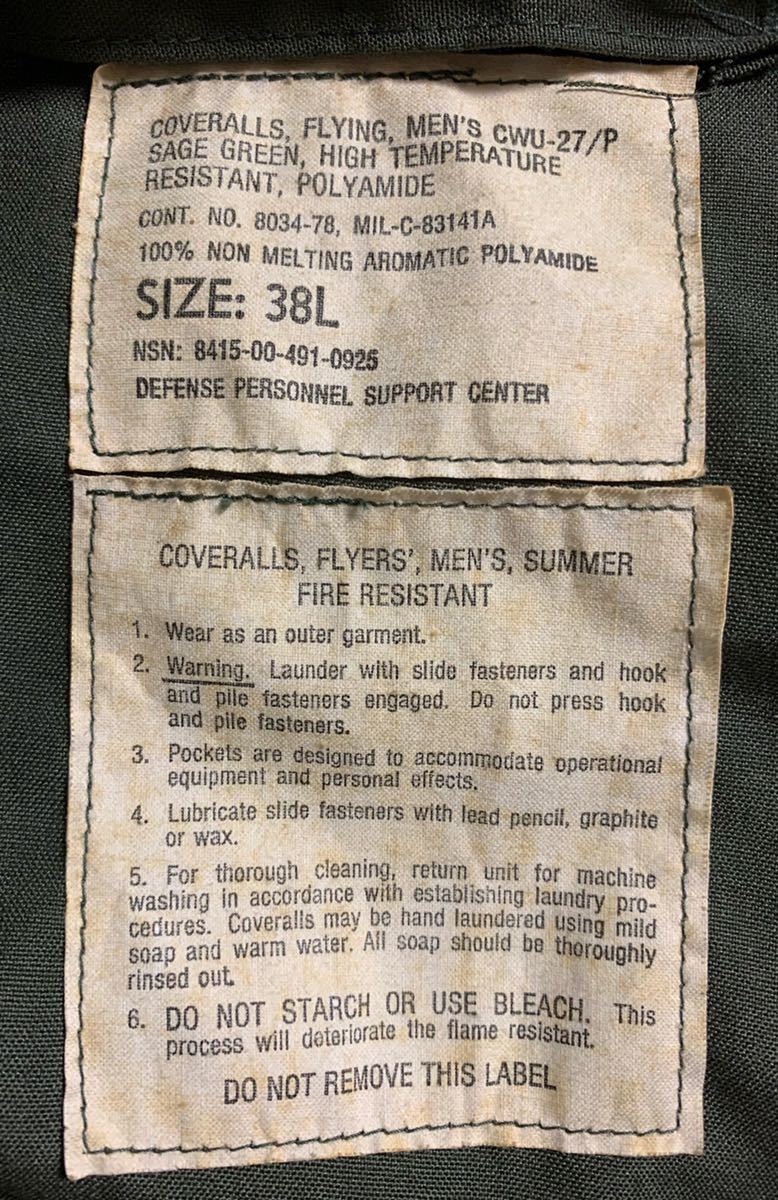 COVERALLS, FLYING, MEN'S CWU-27/P
SAGE GREEN, HIGH TEMPERATURE
RESISTANT, POLYAMIDE
CONT. NO. 8034-78, MIL-C-83141A
100% NON MELTING AROMATIC POLYAMIDE
SIZE: 38L
NSN: 8415-00-491-0925
DEFENSE PERSONNEL SUPPORT CENTER
COVERALLS, FLYERS', MEN'S, SUMMER
FIRE RESISTANT
1. Wear as an outer garment.
2. Warning. Launder with slide fasteners and hook
and pile fasteners engaged. Do not press hook
and pile fasteners.
3. Pockets are designed to accommodate operational
equipment and personal effects.
4. Lubricate slide fasteners with lead pencil, graphite
or wax.
5. For thorough cleaning, return unit for machine
washing in accordance with establishing laundry pro-
cedures. Coveralls may be hand laundered using mild
soap and warm water. All soap should be thoroughly
rinsed out.
6. DO NOT STARCH OR USE BLEACH. This
process will deteriorate the flame resistant.
DO NOT REMOVE THIS LABEL